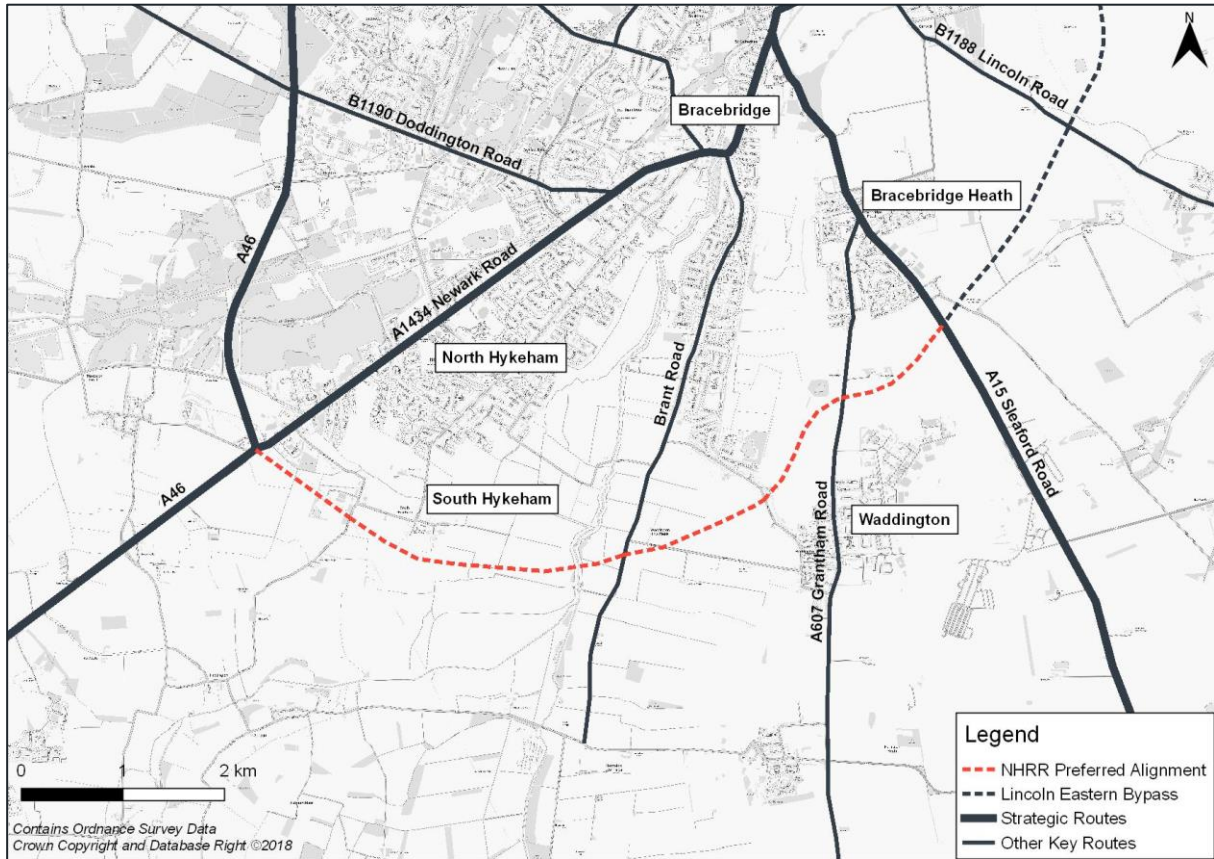 N
B1188 Lincoln Road
Bracebridge
B1190 Doddington Road
Bracebridge Heath
A46
A1434 Newark Road
North Hykeham
Brant Road
A15 Sleaford Road
A46
South Hykeham
A607 Grantham Road
Waddington
Legend
NHRR Preferred Alignment
Lincoln Eastern Bypass
Strategic Routes
Other Key Routes
0 1 2 km
Contains Ordnance Survey Data
Crown Copyright and Database Right ©2018